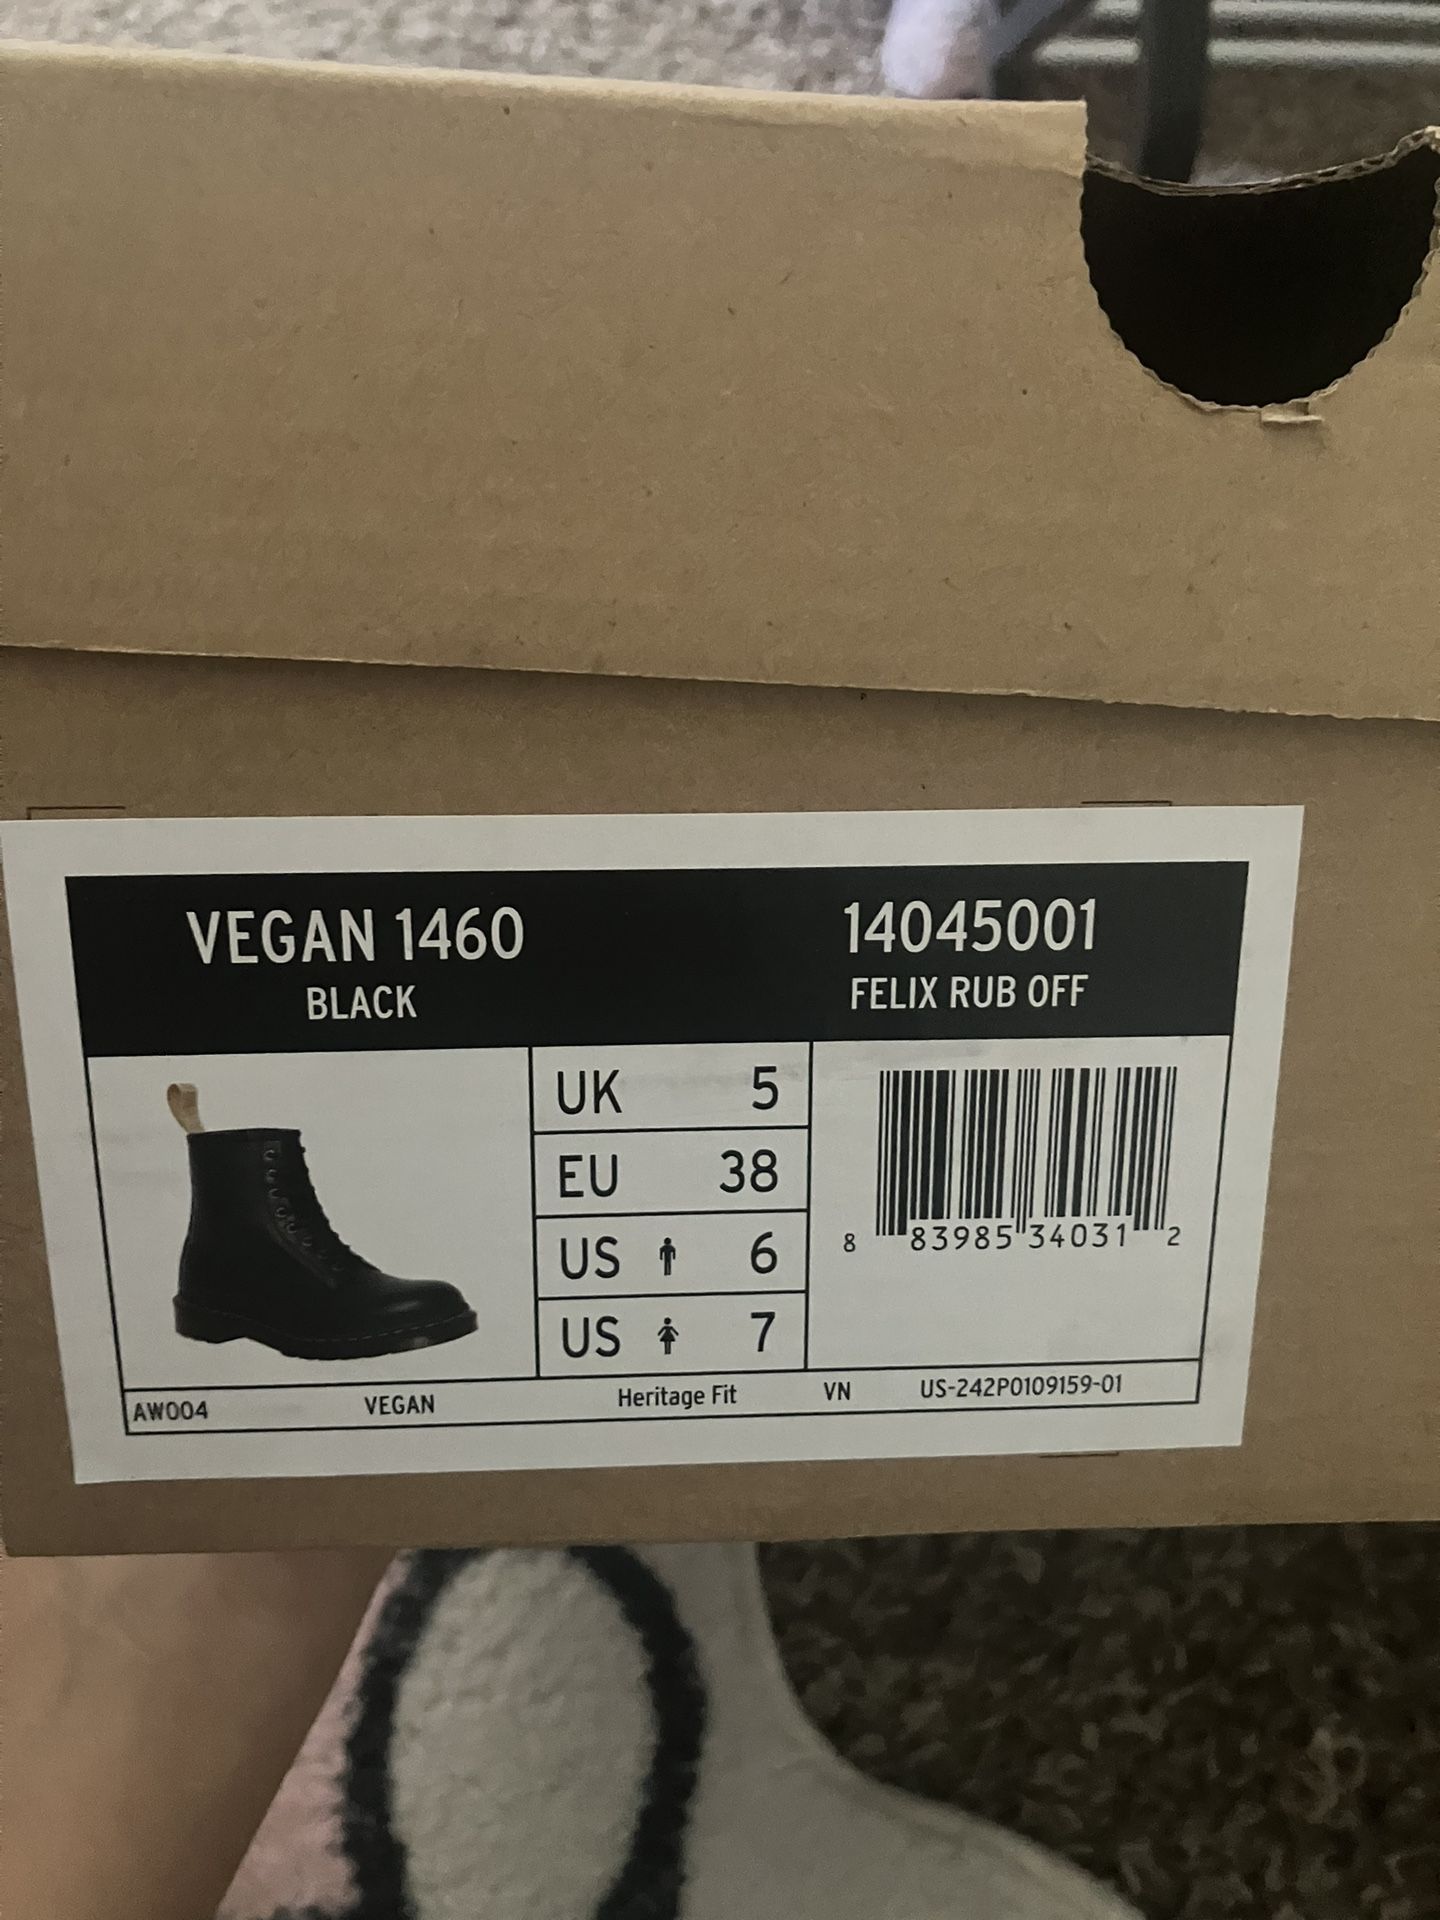 VEGAN 1460
BLACK
14045001
FELIX RUB OFF
UK 5
EU 38
US 6
US 7
8 83985 34031 2
AW004 VEGAN Heritage Fit VN US-242P0109159-01